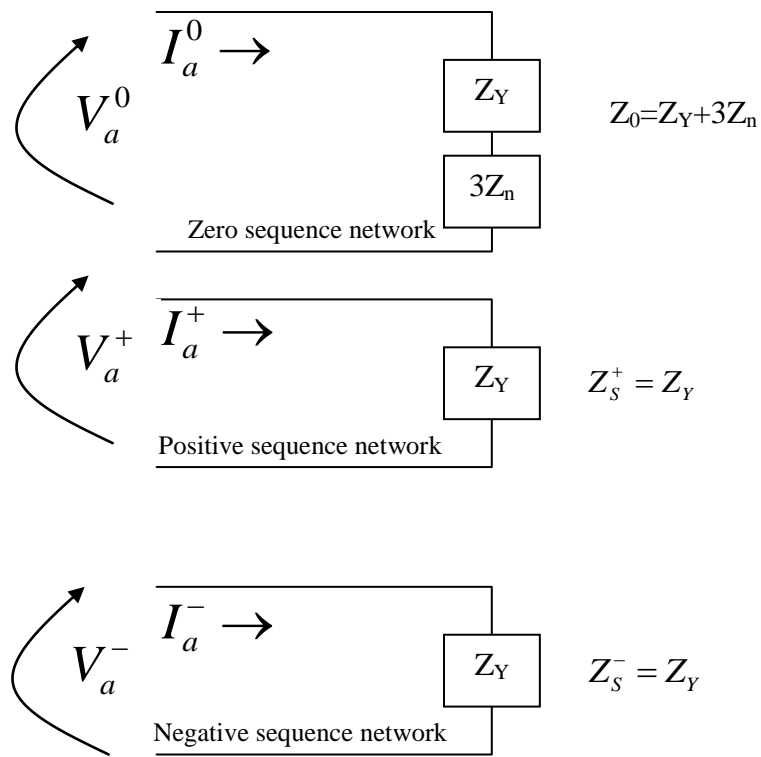 I_a^0 →
V_a^0
Z_Y
Z_0=Z_Y+3Z_n
3Z_n
Zero sequence network
I_a^+ →
V_a^+
Z_Y
Z_S^+ = Z_Y
Positive sequence network
I_a^- →
V_a^-
Z_Y
Z_S^- = Z_Y
Negative sequence network